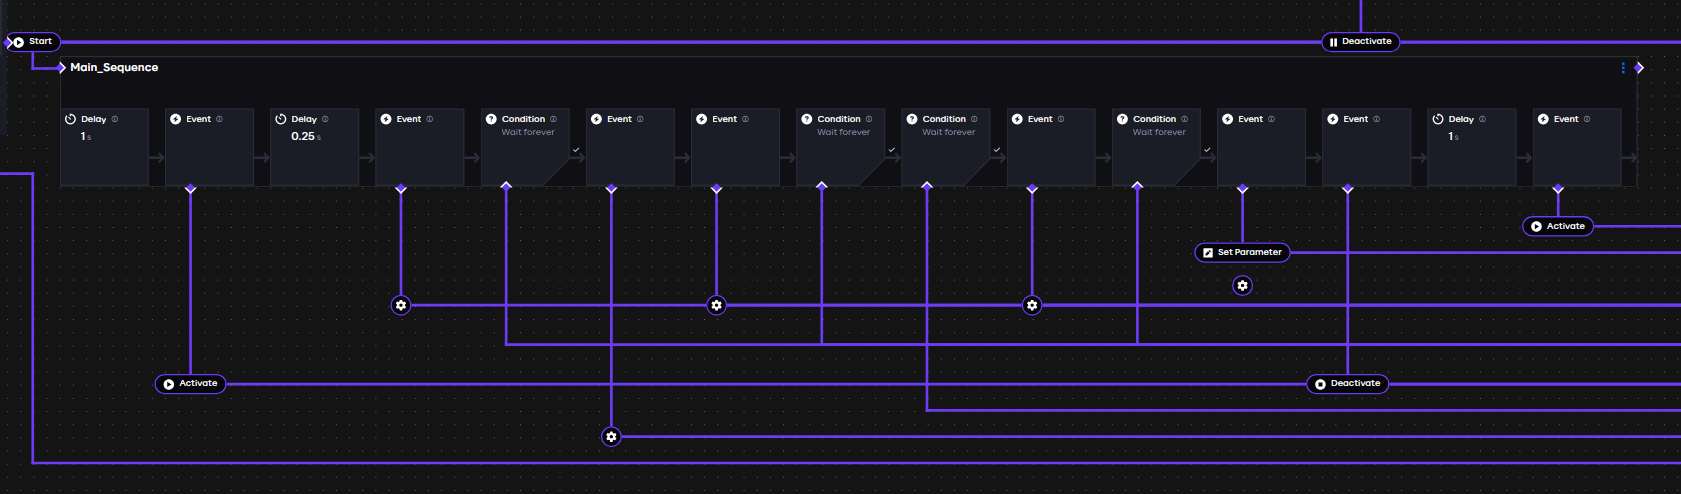 Start
Deactivate
Main_Sequence
Delay
1 s
Event
Delay
0.25 s
Event
Condition
Wait forever
Event
Event
Condition
Wait forever
Condition
Wait forever
Event
Condition
Wait forever
Event
Event
Delay
1 s
Event
Activate
Set Parameter
Activate
Deactivate